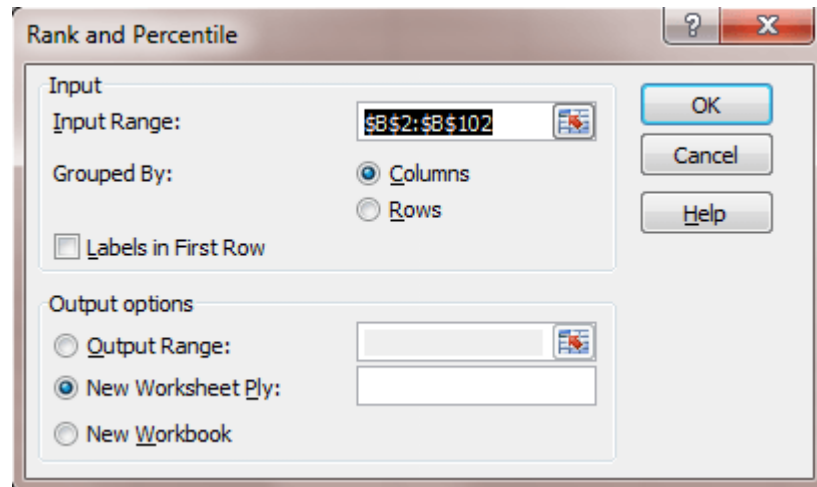 Rank and Percentile
?
X
Input
Input Range:
$B$2:$B$102
Grouped By:
Columns
Rows
Labels in First Row
OK
Cancel
Help
Output options
Output Range:
New Worksheet Ply:
New Workbook